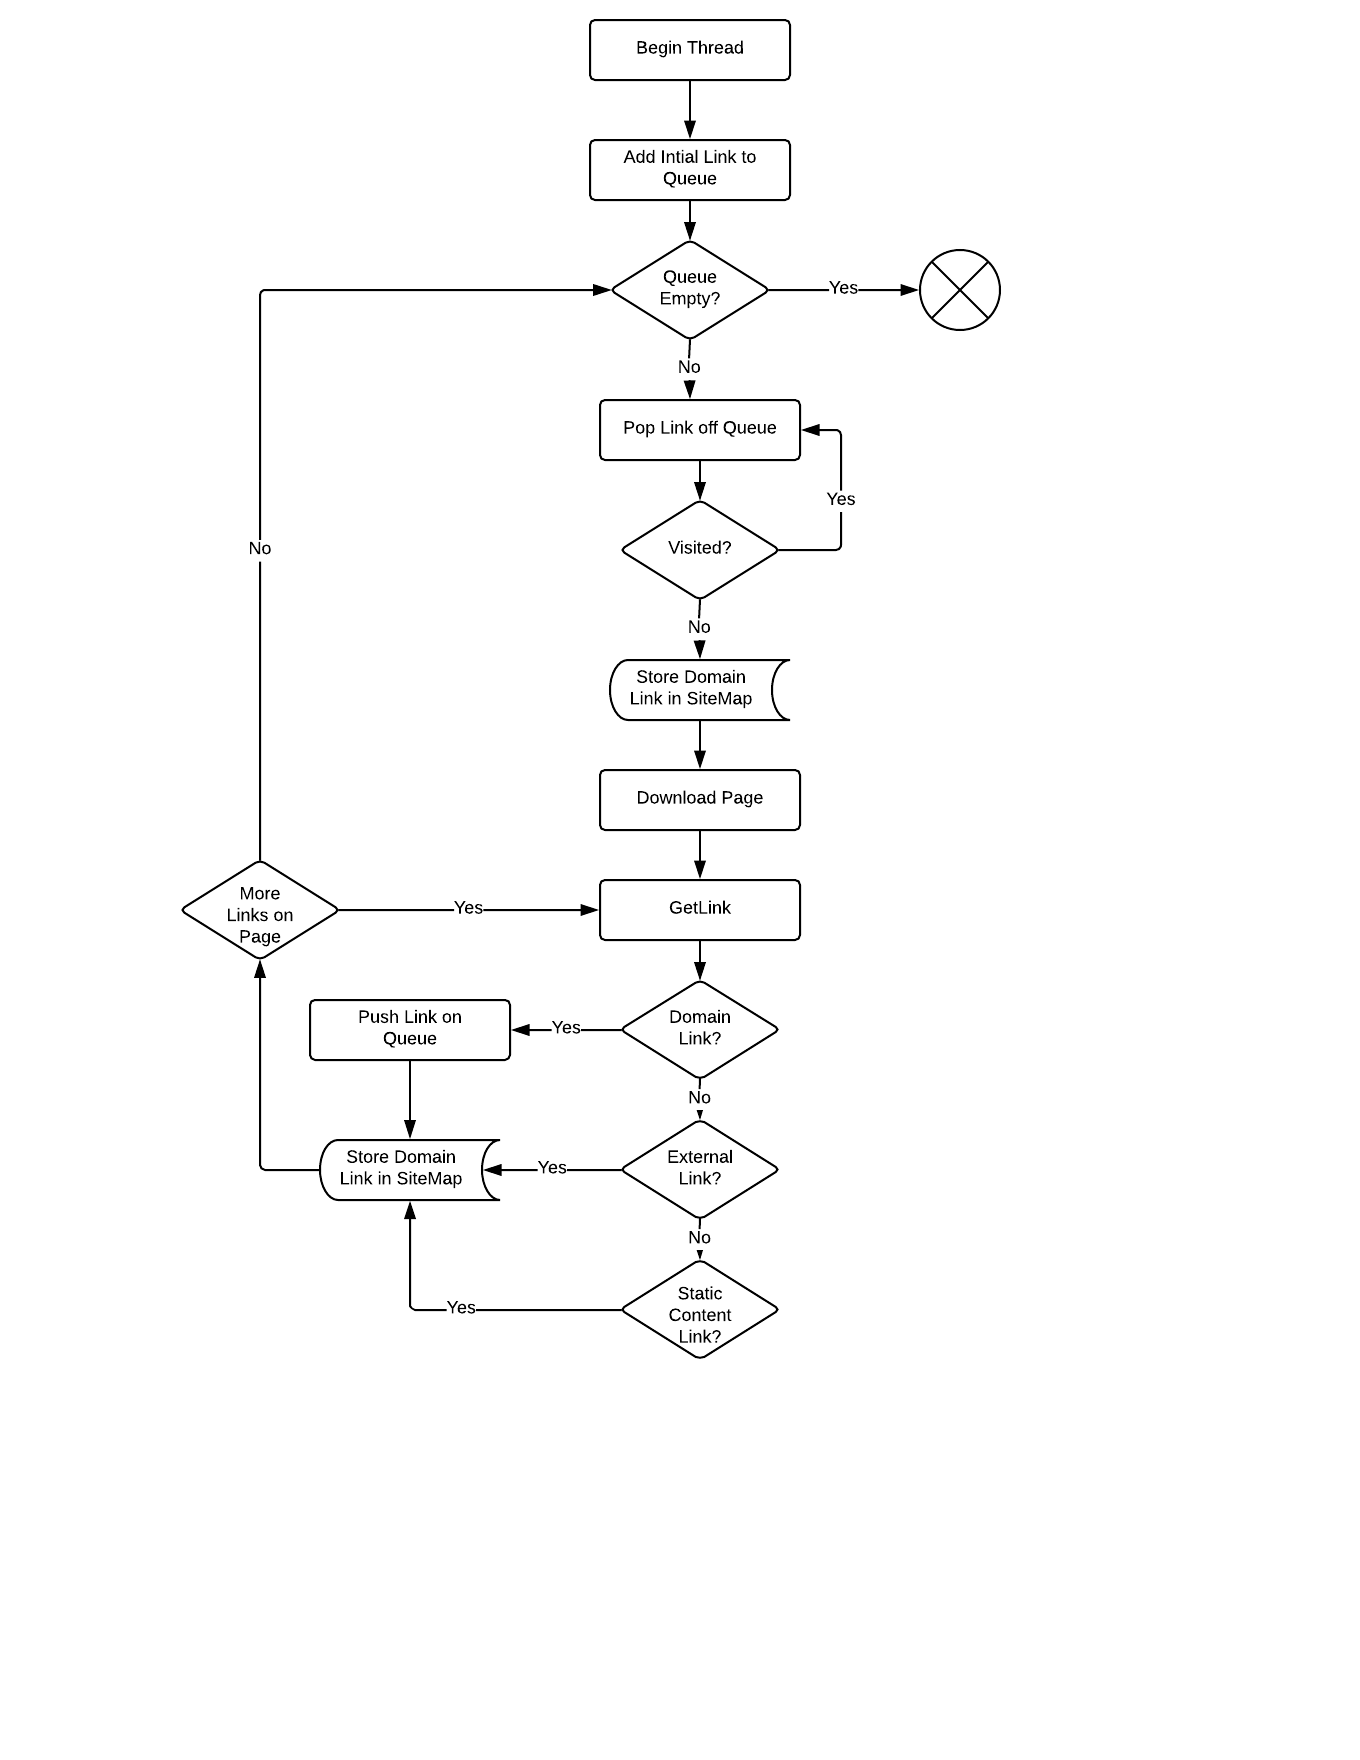 Begin Thread
Add Intial Link to
Queue
Queue
Empty?
Yes
No
Pop Link off Queue
Yes
Visited?
No
No
Store Domain
Link in SiteMap
Download Page
More
Links on
Page
Yes
GetLink
Push Link on
Queue
Yes
Domain
Link?
No
Store Domain
Link in SiteMap
Yes
External
Link?
No
Yes
Static
Content
Link?